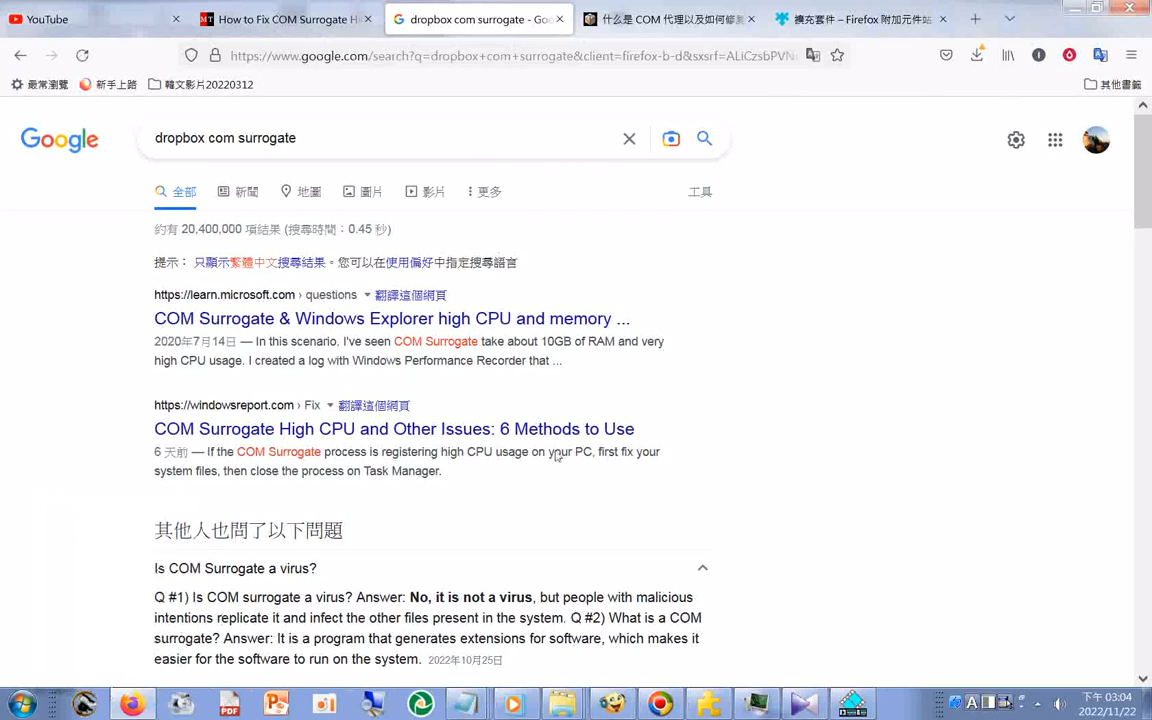 YouTube
How to Fix COM Surrogate H
dropbox com surrogate - Goo
什么是 COM 代理以及如何修复
擴充套件 – Firefox 附加元件站
https://www.google.com/search?q=dropbox+com+surrogate&client=firefox-b-d&sxsrf=ALiCzsbPVN
最常瀏覽
新手上路
韓文影片20220312
其他書籤
Google
dropbox com surrogate
全部
新聞
地圖
圖片
影片
更多
工具
約有 20,400,000 項結果 (搜尋時間：0.45 秒)
提示： 只顯示繁體中文搜尋結果。您可以在使用偏好中指定搜尋語言
https://learn.microsoft.com › questions 翻譯這個網頁
COM Surrogate & Windows Explorer high CPU and memory ...
2020年7月14日 — In this scenario, I've seen COM Surrogate take about 10GB of RAM and very
high CPU usage. I created a log with Windows Performance Recorder that ...
https://windowsreport.com › Fix 翻譯這個網頁
COM Surrogate High CPU and Other Issues: 6 Methods to Use
6 天前 — If the COM Surrogate process is registering high CPU usage on your PC, first fix your
system files, then close the process on Task Manager.
其他人也問了以下問題
Is COM Surrogate a virus?
Q #1) Is COM surrogate a virus? Answer: No, it is not a virus, but people with malicious
intentions replicate it and infect the other files present in the system. Q #2) What is a COM
surrogate? Answer: It is a program that generates extensions for software, which makes it
easier for the software to run on the system. 2022年10月25日
下午 03:04
2022/11/22